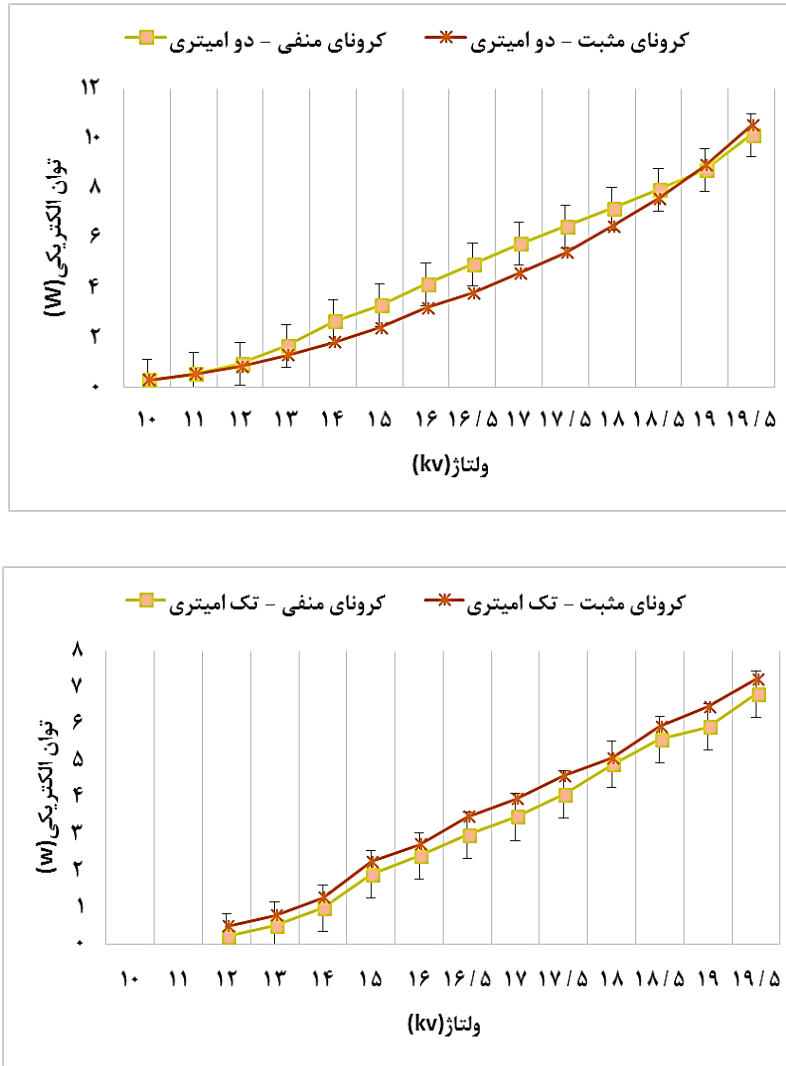 کرونای منفی – دو امیتری کرونای مثبت – دو امیتری
۱۲
۱۰
۸
۶
۴
۲
۰
توان الکتریکی(W)
۱۰ ۱۱ ۱۲ ۱۳ ۱۴ ۱۵ ۱۶ ۱۶/۵ ۱۷ ۱۷/۵ ۱۸ ۱۸/۵ ۱۹ ۱۹/۵
ولتاژ(kv)
کرونای منفی – تک امیتری کرونای مثبت – تک امیتری
۸
۷
۶
۵
۴
۳
۲
۱
۰
توان الکتریکی(w)
۱۰ ۱۱ ۱۲ ۱۳ ۱۴ ۱۵ ۱۶ ۱۶/۵ ۱۷ ۱۷/۵ ۱۸ ۱۸/۵ ۱۹ ۱۹/۵
ولتاژ(kv)